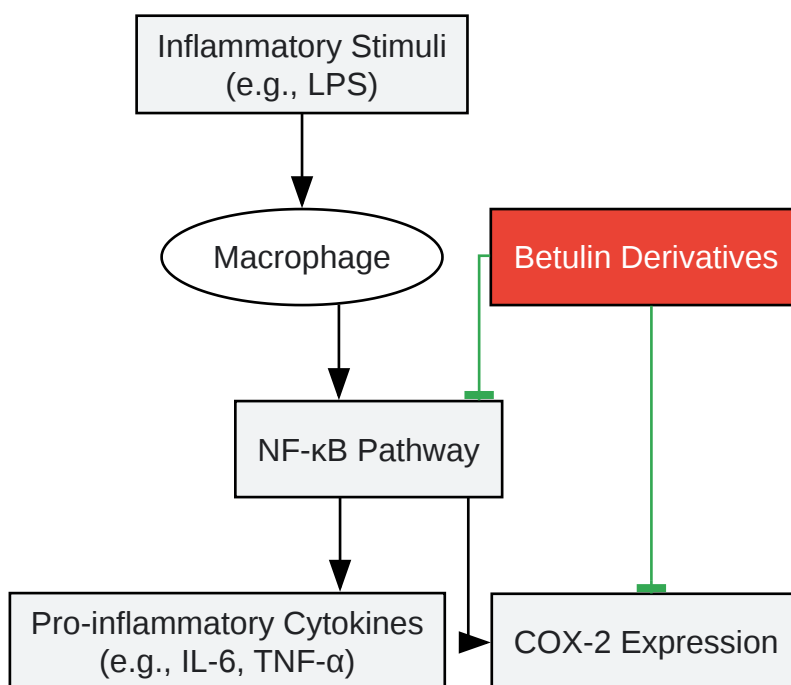 Inflammatory Stimuli
(e.g., LPS)
Macrophage
Betulin Derivatives
NF-κB Pathway
Pro-inflammatory Cytokines
(e.g., IL-6, TNF-α)
COX-2 Expression